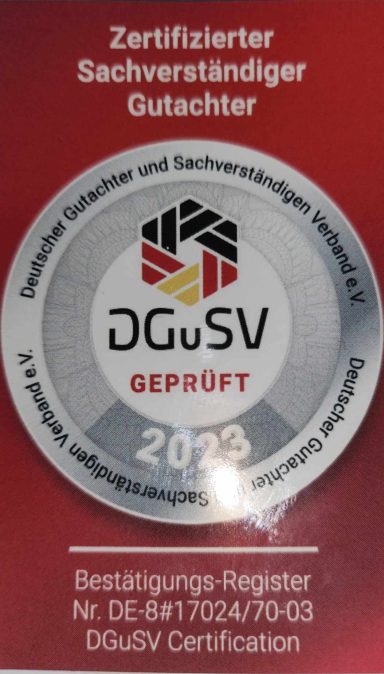 Zertifizierter
Sachverständiger
Gutachter
Deutscher Gutachter und Sachverständigen Verband e.V.
DGuSV
GEPRÜFT
2023
Deutscher Gutachter
Sachverständigen Verband e.V.
Bestätigungs-Register
Nr. DE-8#17024/70-03
DGuSV Certification